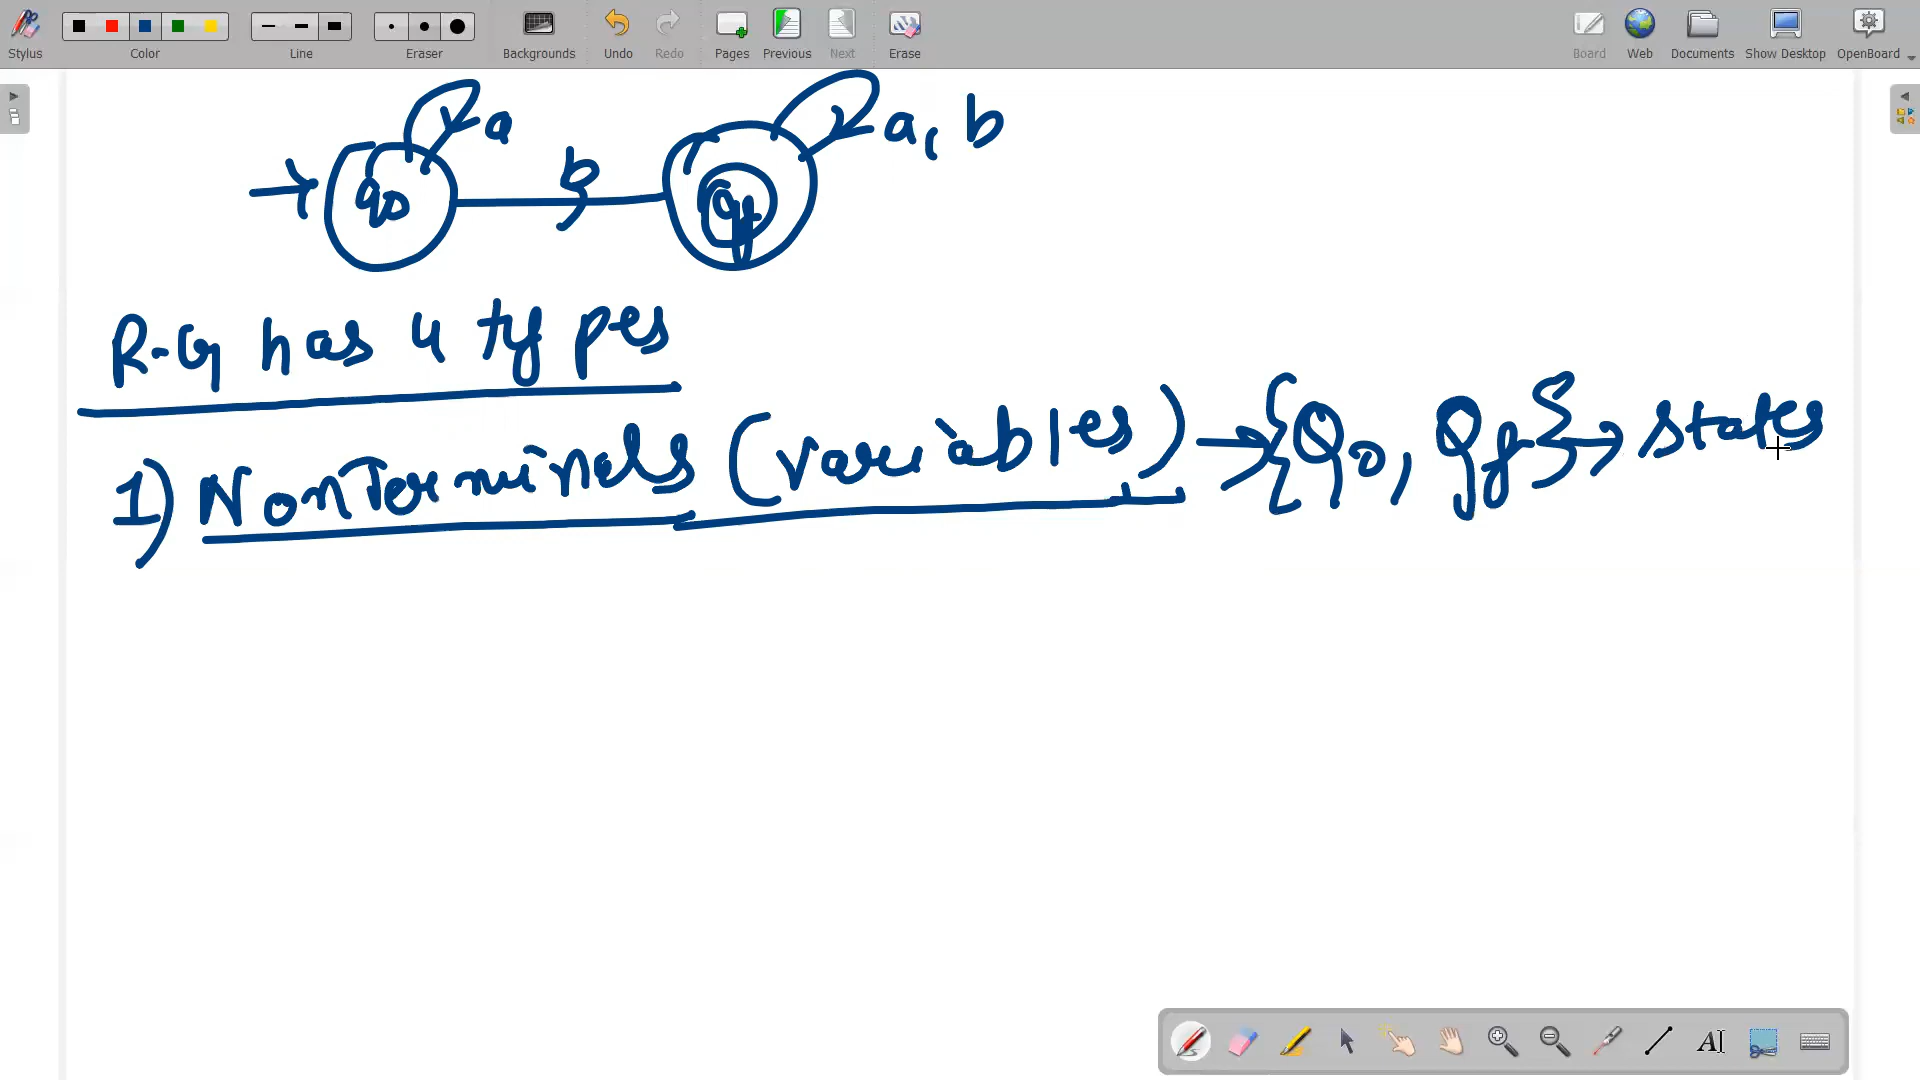 Stylus Color Line Eraser Backgrounds Undo Redo Pages Previous Next Erase Board Web Documents Show Desktop OpenBoard
a
a, b
b
q0
qf
R-G has 4 types
1) NonTerminals (variables) → {Q0, Qf} → states